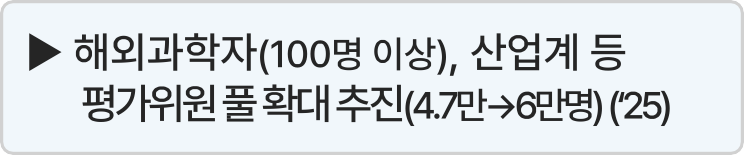 ▶ 해외과학자(100명 이상), 산업계 등
평가위원 풀 확대 추진(4.7만→6만명) (‘25)